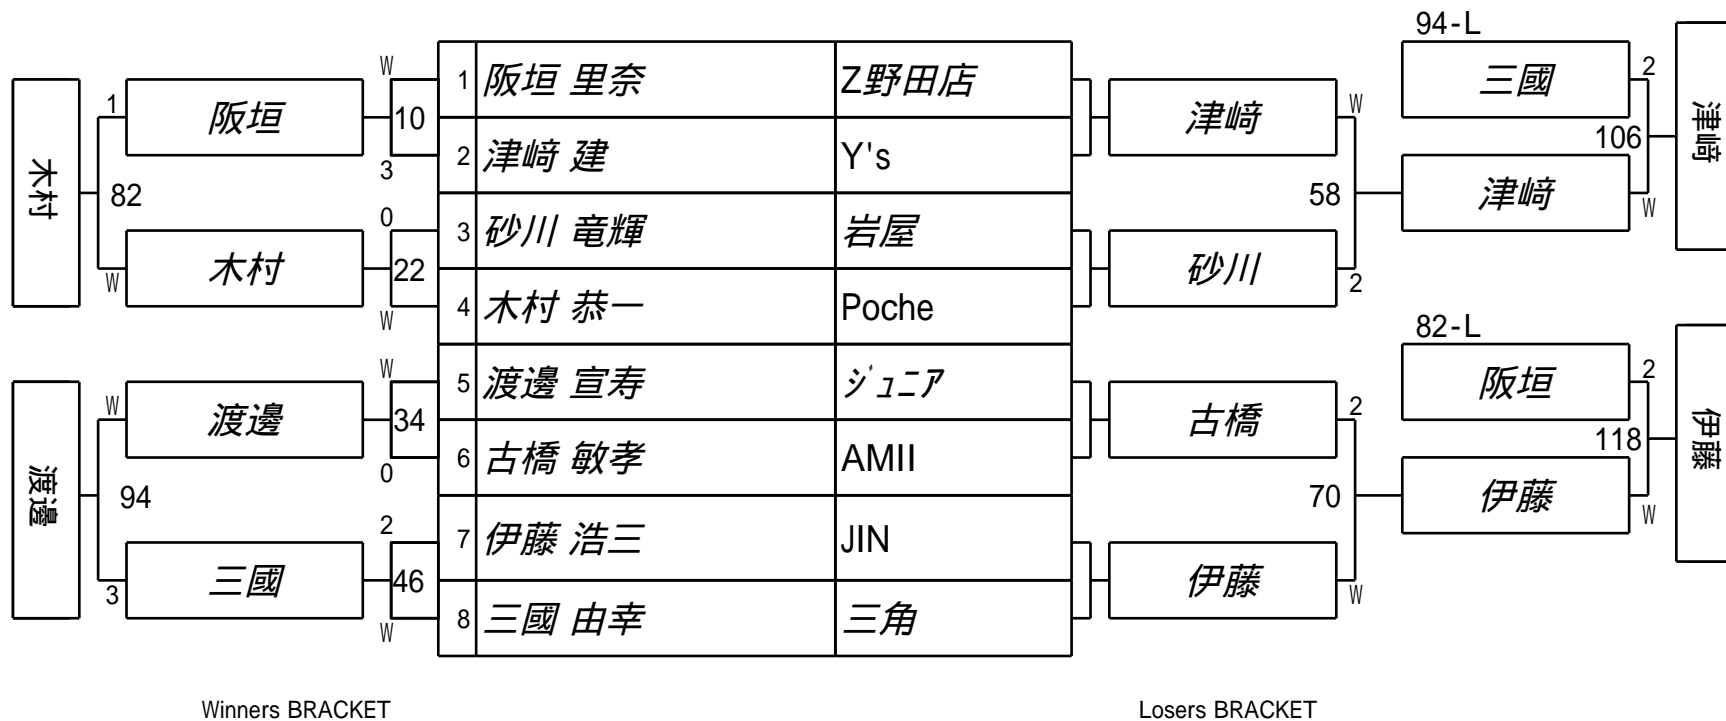 94-L
W 1 阪垣 里奈 Z野田店 三國 2
1 阪垣 10 津﨑 W 津﨑
3 2 津﨑 建 Y's 106
木村 82 58 津﨑 W
0 3 砂川 竜輝 岩屋
W 木村 22 砂川 2
W 4 木村 恭一 Poche
82-L
W 5 渡邊 宣寿 ジュニア 阪垣 2
W 渡邊 34 古橋 2 伊藤
0 6 古橋 敏孝 AMII 118
渡邊 94 70 伊藤 W
2 7 伊藤 浩三 JIN
3 三國 46 伊藤 W
W 8 三國 由幸 三角
Winners BRACKET Losers BRACKET